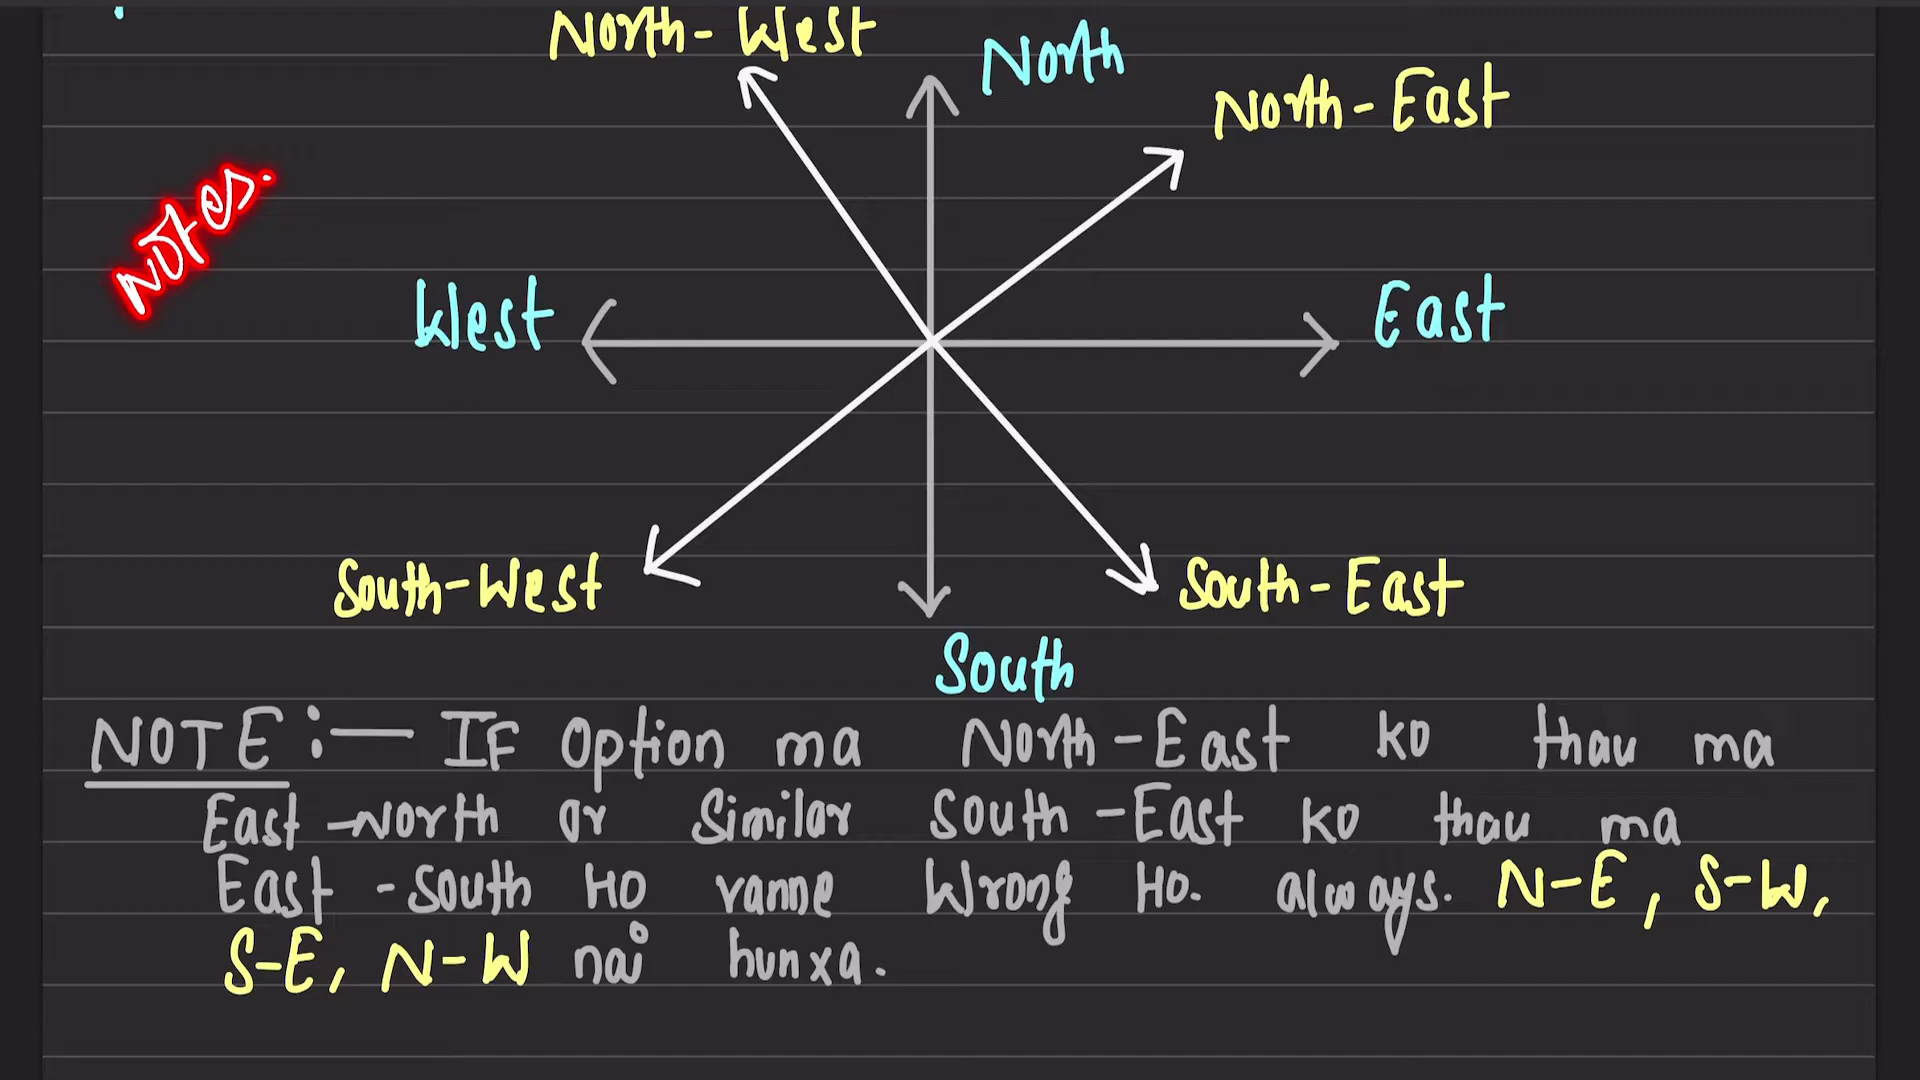 North-West
North
North-East
Notes.
West
East
South-West
South-East
South
NOTE :— IF Option ma North-East ko thau ma
East-North or Similar South-East ko thau ma
East-South Ho vanne Wrong Ho. always. N-E, S-W,
S-E, N-W nai hunxa.